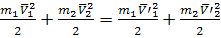 m₁V̅₁²/2 + m₂V̅₂²/2 = m₁V̅′₁²/2 + m₂V̅′₂²/2